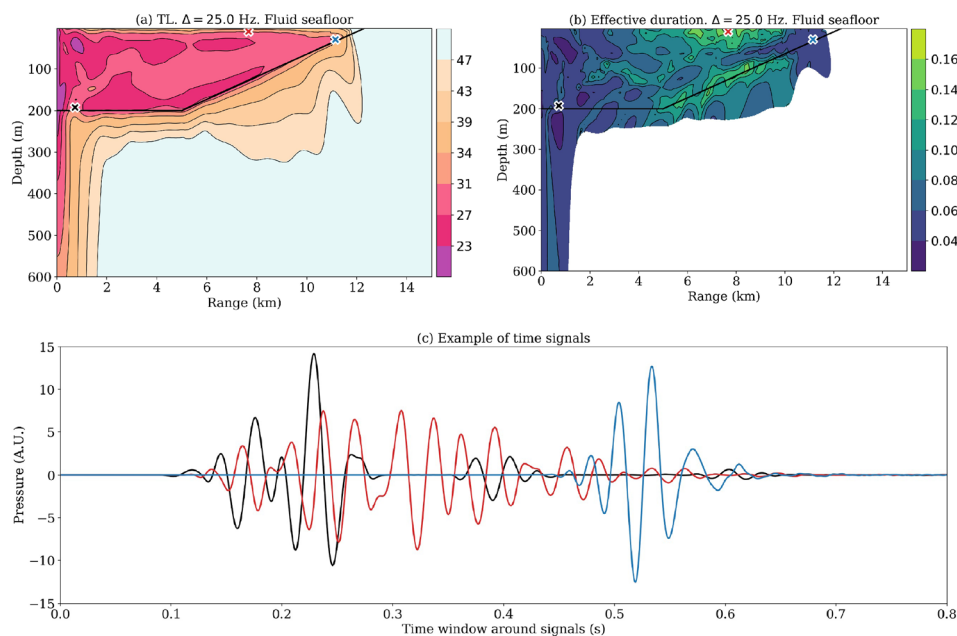 (a) TL. Δ = 25.0 Hz. Fluid seafloor
(b) Effective duration. Δ = 25.0 Hz. Fluid seafloor
100
200
300
400
500
600
Depth (m)
0 2 4 6 8 10 12 14
Range (km)
47
43
39
34
31
27
23
100
200
300
400
500
600
Depth (m)
0 2 4 6 8 10 12 14
Range (km)
0.16
0.14
0.12
0.10
0.08
0.06
0.04
(c) Example of time signals
15
10
5
0
−5
−10
−15
Pressure (A.U.)
0.0 0.1 0.2 0.3 0.4 0.5 0.6 0.7 0.8
Time window around signals (s)